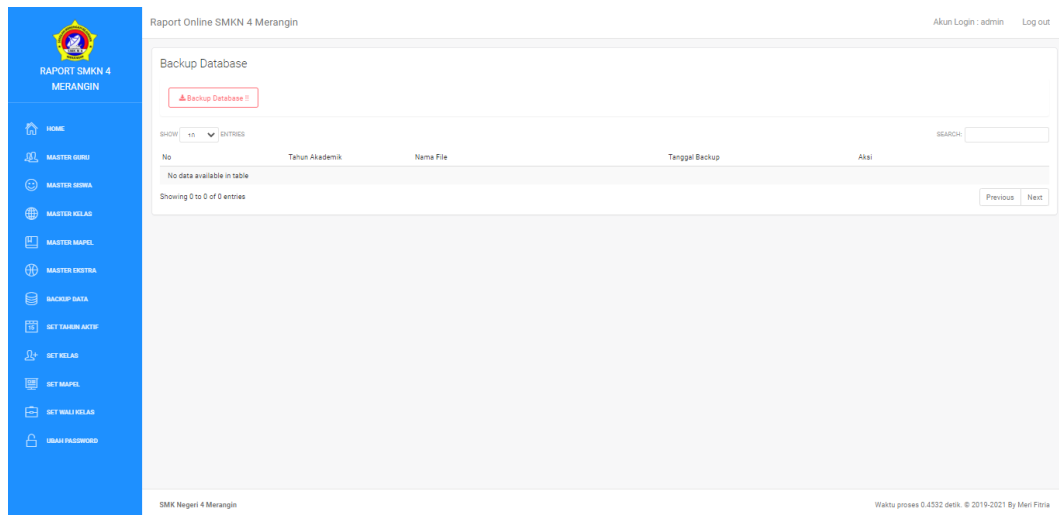 RAPORT SMKN 4
MERANGIN
HOME
MASTER GURU
MASTER SISWA
MASTER KELAS
MASTER MAPEL
MASTER EKSTRA
BACKUP DATA
SET TAHUN AKTIF
SET KELAS
SET MAPEL
SET WALI KELAS
UBAH PASSWORD
Raport Online SMKN 4 Merangin
Akun Login : admin Log out
Backup Database
Backup Database !!
SHOW 10 ENTRIES SEARCH:
No Tahun Akademik Nama File Tanggal Backup Aksi
No data available in table
Showing 0 to 0 of 0 entries Previous Next
SMK Negeri 4 Merangin Waktu proses 0.4532 detik. © 2019-2021 By Meri Fitria